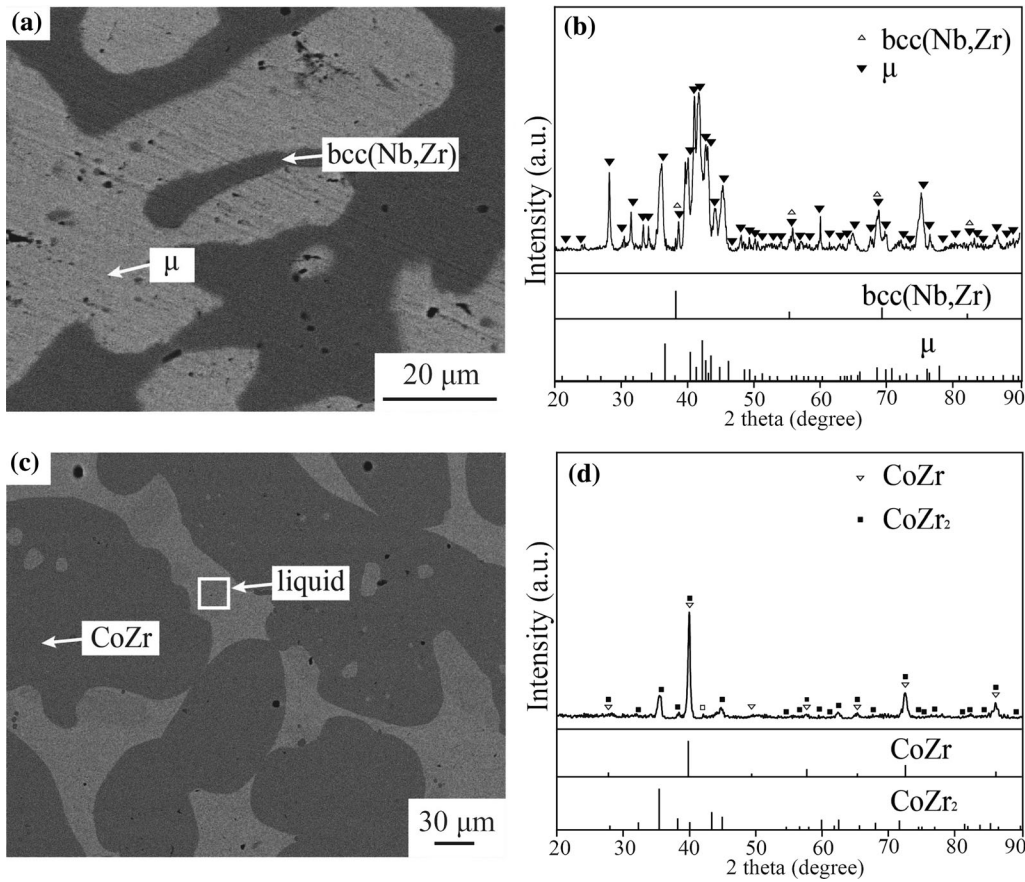 (a)
bcc(Nb,Zr)
μ
20 μm
(b)
bcc(Nb,Zr)
μ
Intensity (a.u.)
bcc(Nb,Zr)
μ
20 30 40 50 60 70 80 90
2 theta (degree)
(c)
liquid
CoZr
30 μm
(d)
CoZr
CoZr₂
Intensity (a.u.)
CoZr
CoZr₂
20 30 40 50 60 70 80 90
2 theta (degree)